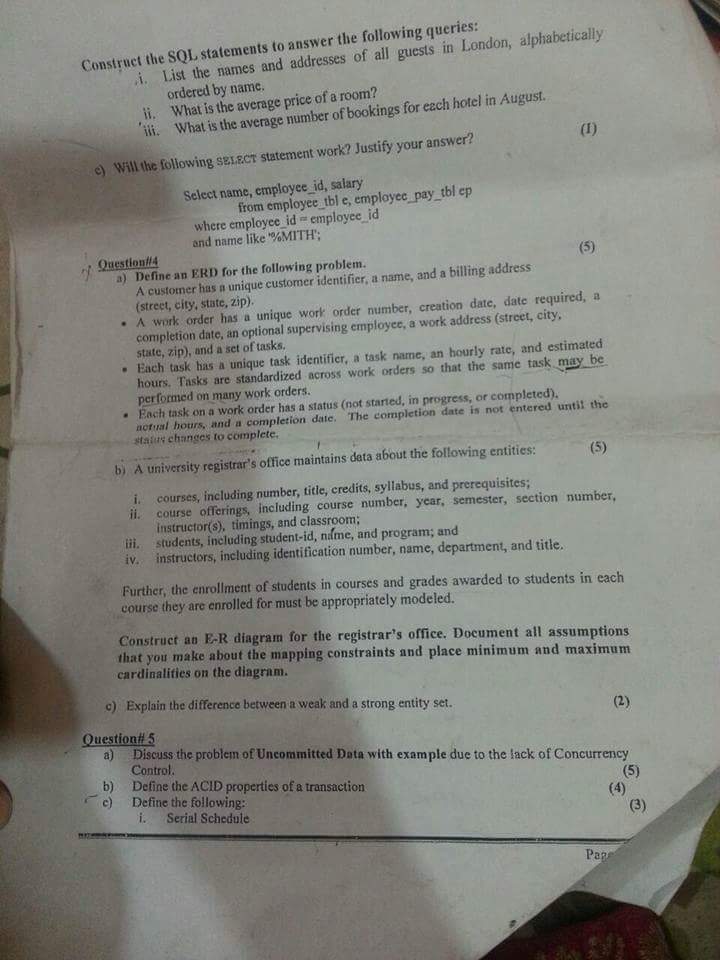 Construct the SQL statements to answer the following queries:
i. List the names and addresses of all guests in London, alphabetically
ordered by name.
ii. What is the average price of a room?
iii. What is the average number of bookings for each hotel in August.
(1)
c) Will the following SELECT statement work? Justify your answer?
Select name, employee_id, salary
from employee_tbl e, employee_pay_tbl ep
where employee_id = employee_id
and name like '%MITH';
Question#4 (5)
a) Define an ERD for the following problem.
A customer has a unique customer identifier, a name, and a billing address
(street, city, state, zip).
• A work order has a unique work order number, creation date, date required, a
completion date, an optional supervising employee, a work address (street, city,
state, zip), and a set of tasks.
• Each task has a unique task identifier, a task name, an hourly rate, and estimated
hours. Tasks are standardized across work orders so that the same task may be
performed on many work orders.
• Each task on a work order has a status (not started, in progress, or completed),
actual hours, and a completion date. The completion date is not entered until the
status changes to complete.
b) A university registrar's office maintains data about the following entities: (5)
i. courses, including number, title, credits, syllabus, and prerequisites;
ii. course offerings, including course number, year, semester, section number,
instructor(s), timings, and classroom;
iii. students, including student-id, name, and program; and
iv. instructors, including identification number, name, department, and title.
Further, the enrollment of students in courses and grades awarded to students in each
course they are enrolled for must be appropriately modeled.
Construct an E-R diagram for the registrar's office. Document all assumptions
that you make about the mapping constraints and place minimum and maximum
cardinalities on the diagram.
c) Explain the difference between a weak and a strong entity set. (2)
Question# 5
a) Discuss the problem of Uncommitted Data with example due to the lack of Concurrency
Control. (5)
b) Define the ACID properties of a transaction (4)
c) Define the following: (3)
i. Serial Schedule